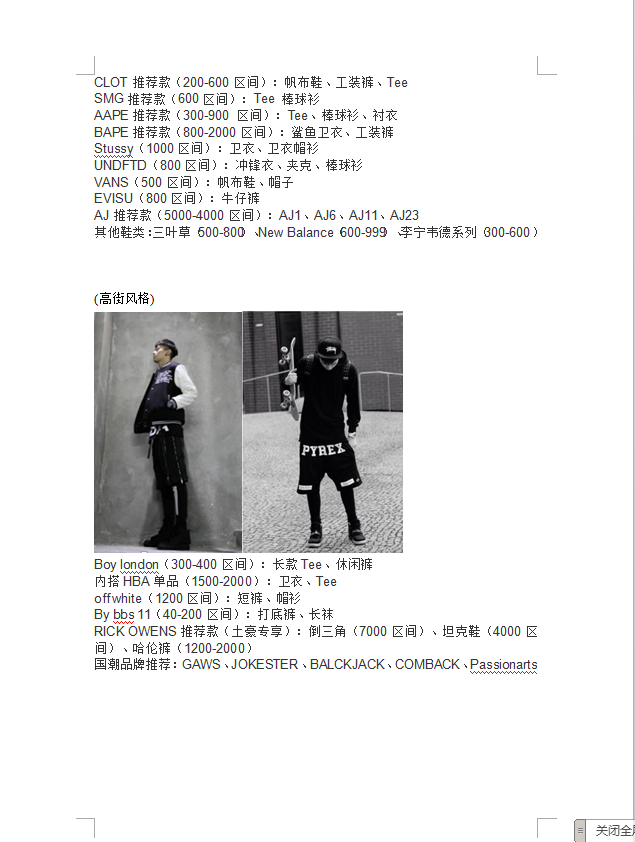 CLOT 推荐款（200-600 区间）：帆布鞋、工装裤、Tee
SMG 推荐款（600 区间）：Tee 棒球衫
AAPE 推荐款（300-900 区间）：Tee、棒球衫、衬衣
BAPE 推荐款（800-2000 区间）：鲨鱼卫衣、工装裤
Stussy（1000 区间）：卫衣、卫衣帽衫
UNDFTD（800 区间）：冲锋衣、夹克、棒球衫
VANS（500 区间）：帆布鞋、帽子
EVISU（800 区间）：牛仔裤
AJ 推荐款（5000-4000 区间）：AJ1、AJ6、AJ11、AJ23
其他鞋类：三叶草（500-800）、New Balance（600-999）、李宁韦德系列（300-600）
(高街风格)
PYREX
Boy london（300-400 区间）：长款 Tee、休闲裤
内搭 HBA 单品（1500-2000）：卫衣、Tee
offwhite（1200 区间）：短裤、帽衫
By bbs 11（40-200 区间）：打底裤、长袜
RICK OWENS 推荐款（土豪专享）：倒三角（7000 区间）、坦克鞋（4000 区
间）、哈伦裤（1200-2000）
国潮品牌推荐：GAWS、JOKESTER、BALCKJACK、COMBACK、Passionarts
关闭全